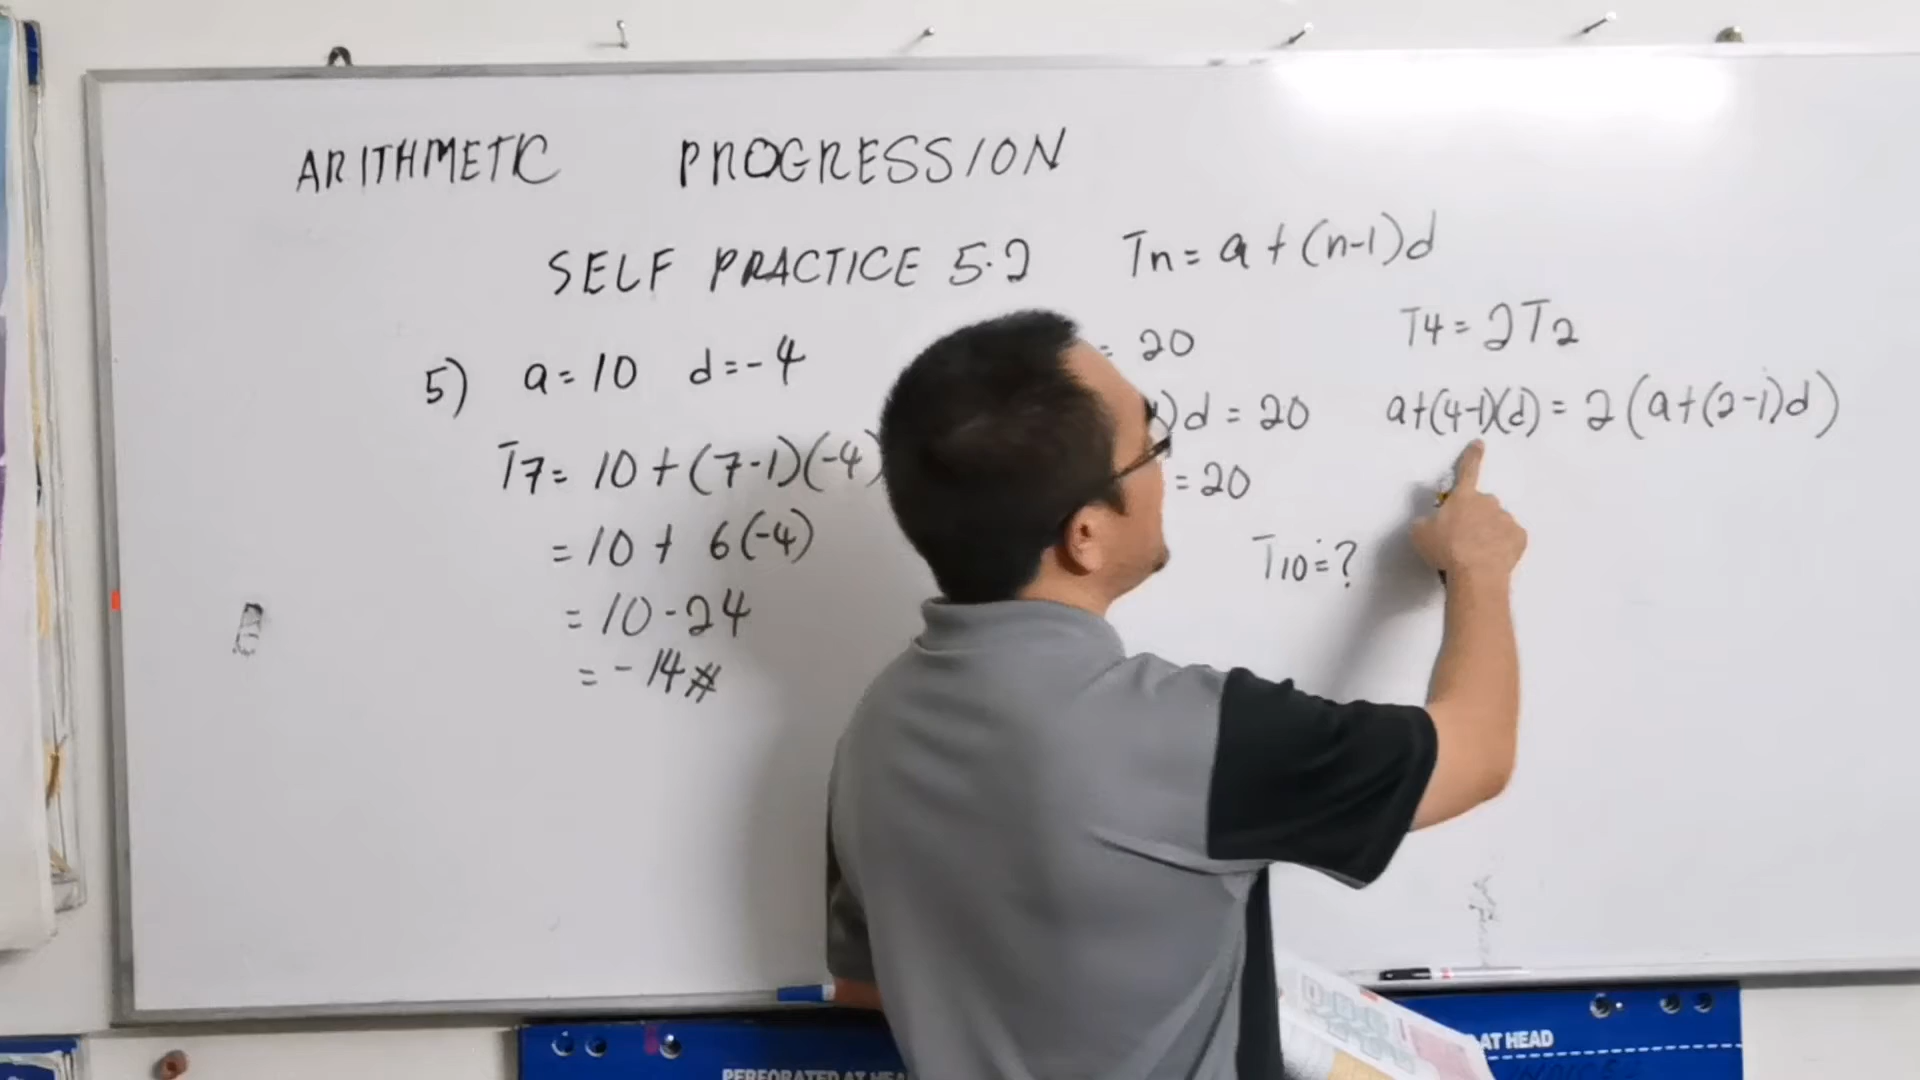 ARITHMETIC PROGRESSION
SELF PRACTICE 5.2
Tn = a + (n-1)d
5) a = 10 d = -4
T7 = 10 + (7-1)(-4)
= 10 + 6(-4)
= 10 - 24
= -14#
= 20
)d = 20
= 20
T10 = ?
T4 = 2T2
a+(4-1)(d) = 2(a+(2-1)d)
PERFORATED AT HEA
AT HEAD